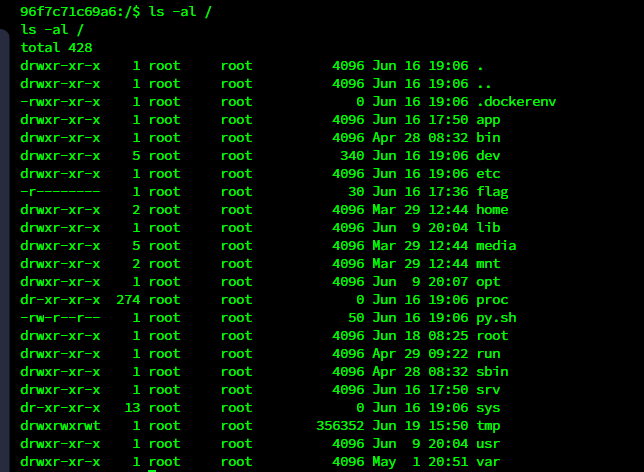 96f7c71c69a6:/$ ls -al /
ls -al /
total 428
drwxr-xr-x    1 root     root          4096 Jun 16 19:06 .
drwxr-xr-x    1 root     root          4096 Jun 16 19:06 ..
-rwxr-xr-x    1 root     root             0 Jun 16 19:06 .dockerenv
drwxr-xr-x    1 root     root          4096 Jun 16 17:50 app
drwxr-xr-x    1 root     root          4096 Apr 28 08:32 bin
drwxr-xr-x    5 root     root           340 Jun 16 19:06 dev
drwxr-xr-x    1 root     root          4096 Jun 16 19:06 etc
-r--------    1 root     root            30 Jun 16 17:36 flag
drwxr-xr-x    2 root     root          4096 Mar 29 12:44 home
drwxr-xr-x    1 root     root          4096 Jun  9 20:04 lib
drwxr-xr-x    5 root     root          4096 Mar 29 12:44 media
drwxr-xr-x    2 root     root          4096 Mar 29 12:44 mnt
drwxr-xr-x    1 root     root          4096 Jun  9 20:07 opt
dr-xr-xr-x  274 root     root             0 Jun 16 19:06 proc
-rw-r--r--    1 root     root            50 Jun 16 19:06 py.sh
drwxr-xr-x    1 root     root          4096 Jun 18 08:25 root
drwxr-xr-x    1 root     root          4096 Apr 29 09:22 run
drwxr-xr-x    1 root     root          4096 Apr 28 08:32 sbin
drwxr-xr-x    1 root     root          4096 Jun 16 17:50 srv
dr-xr-xr-x   13 root     root             0 Jun 16 19:06 sys
drwxrwxrwt    1 root     root        356352 Jun 19 15:50 tmp
drwxr-xr-x    1 root     root          4096 Jun  9 20:04 usr
drwxr-xr-x    1 root     root          4096 May  1 20:51 var